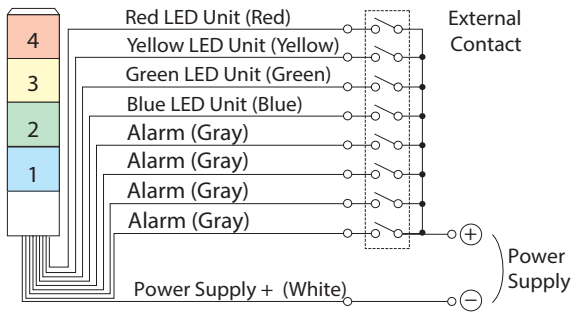 4
3
2
1
Red LED Unit (Red)
Yellow LED Unit (Yellow)
Green LED Unit (Green)
Blue LED Unit (Blue)
Alarm (Gray)
Alarm (Gray)
Alarm (Gray)
Alarm (Gray)
Power Supply + (White)
External
Contact
+
−
Power
Supply